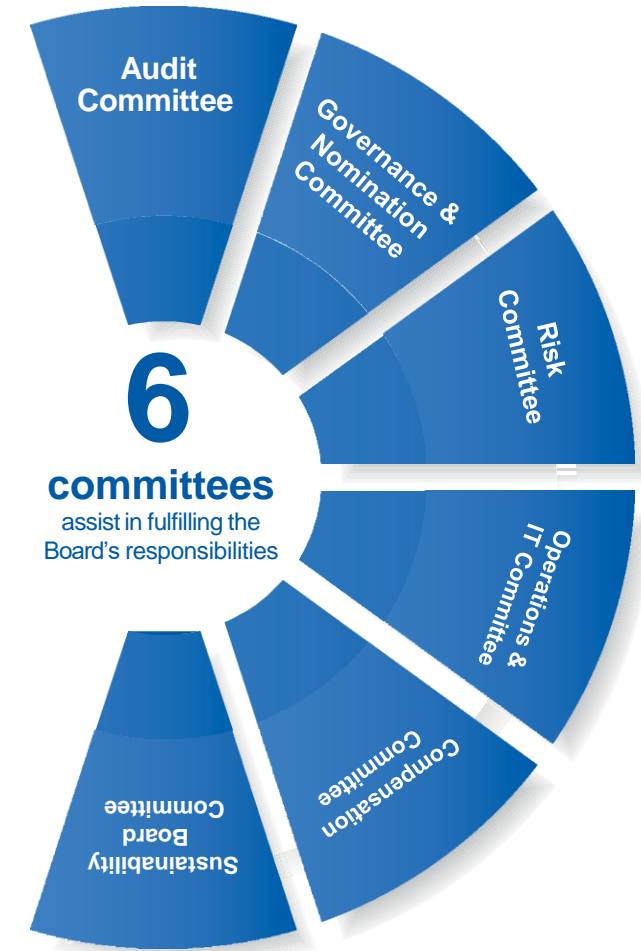 Audit
Committee
Governance &
Nomination
Committee
Risk
Committee
6
committees
assist in fulfilling the
Board's responsibilities
Operations &
IT Committee
Compensation
Committee
Sustainability
Board
Committee